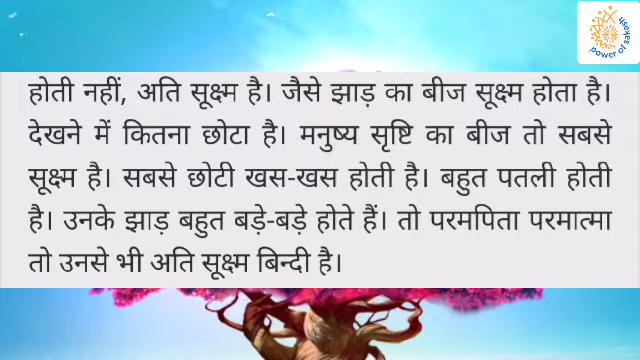 power of sakash
होती नहीं, अति सूक्ष्म है। जैसे झाड़ का बीज सूक्ष्म होता है।
देखने में कितना छोटा है। मनुष्य सृष्टि का बीज तो सबसे
सूक्ष्म है। सबसे छोटी खस-खस होती है। बहुत पतली होती
है। उनके झाड़ बहुत बड़े-बड़े होते हैं। तो परमपिता परमात्मा
तो उनसे भी अति सूक्ष्म बिन्दी है।